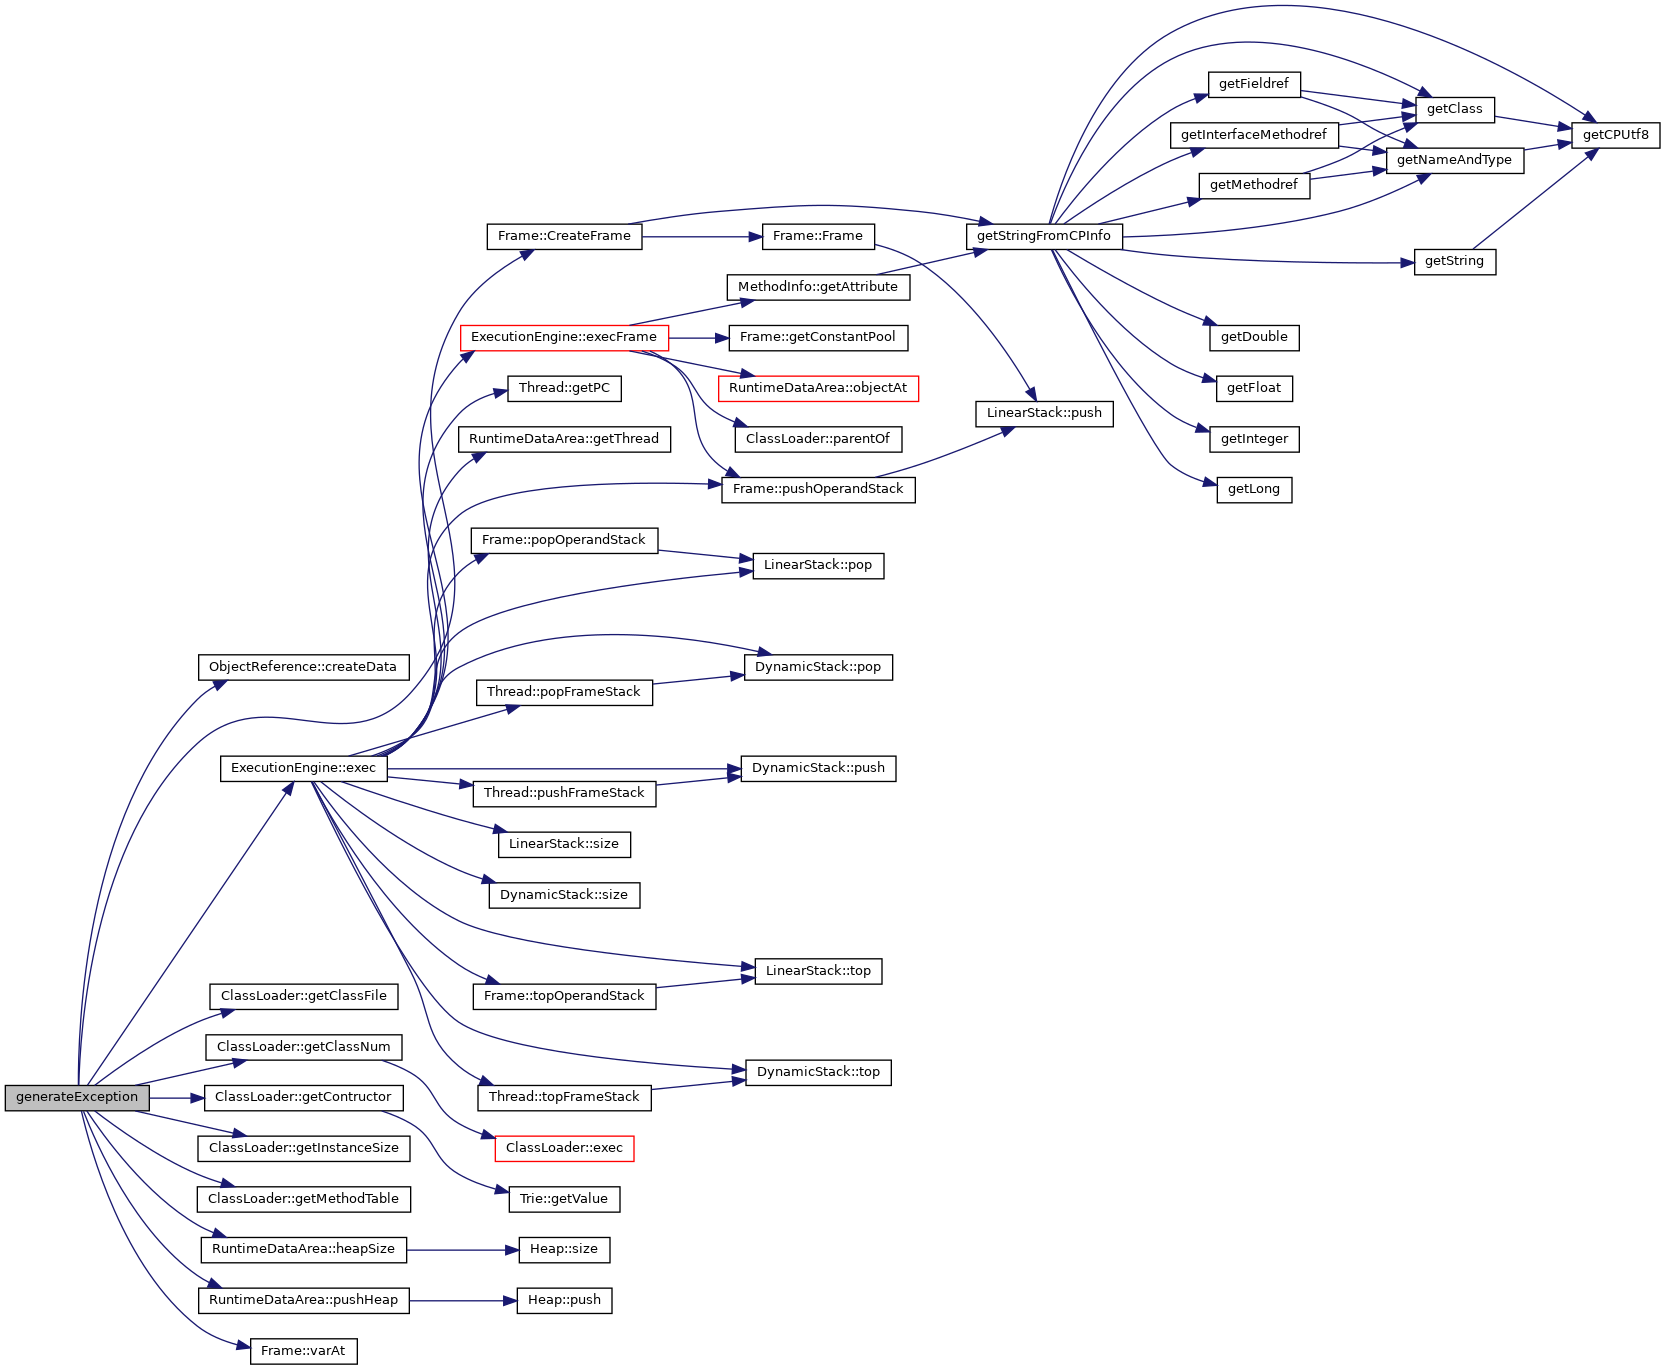 getFieldref
getClass
getInterfaceMethodref
getCPUtf8
getNameAndType
getMethodref
Frame::CreateFrame
Frame::Frame
getStringFromCPInfo
getString
MethodInfo::getAttribute
ExecutionEngine::execFrame
Frame::getConstantPool
getDouble
Thread::getPC
RuntimeDataArea::objectAt
getFloat
LinearStack::push
RuntimeDataArea::getThread
ClassLoader::parentOf
getInteger
Frame::pushOperandStack
getLong
Frame::popOperandStack
LinearStack::pop
ObjectReference::createData
DynamicStack::pop
Thread::popFrameStack
ExecutionEngine::exec
DynamicStack::push
Thread::pushFrameStack
LinearStack::size
DynamicStack::size
LinearStack::top
ClassLoader::getClassFile
Frame::topOperandStack
ClassLoader::getClassNum
DynamicStack::top
generateException
ClassLoader::getContructor
Thread::topFrameStack
ClassLoader::getInstanceSize
ClassLoader::exec
ClassLoader::getMethodTable
Trie::getValue
RuntimeDataArea::heapSize
Heap::size
RuntimeDataArea::pushHeap
Heap::push
Frame::varAt